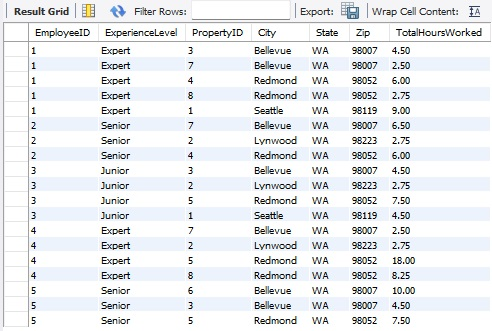 Result Grid Filter Rows: Export: Wrap Cell Content: IA
EmployeeID ExperienceLevel PropertyID City State Zip TotalHoursWorked
1 Expert 3 Bellevue WA 98007 4.50
1 Expert 7 Bellevue WA 98007 2.50
1 Expert 4 Redmond WA 98052 6.00
1 Expert 8 Redmond WA 98052 2.75
1 Expert 1 Seattle WA 98119 9.00
2 Senior 7 Bellevue WA 98007 6.50
2 Senior 2 Lynwood WA 98223 2.75
2 Senior 4 Redmond WA 98052 6.00
3 Junior 3 Bellevue WA 98007 4.50
3 Junior 2 Lynwood WA 98223 2.75
3 Junior 5 Redmond WA 98052 7.50
3 Junior 1 Seattle WA 98119 4.50
4 Expert 7 Bellevue WA 98007 2.50
4 Expert 2 Lynwood WA 98223 2.75
4 Expert 5 Redmond WA 98052 18.00
4 Expert 8 Redmond WA 98052 8.25
5 Senior 6 Bellevue WA 98007 10.00
5 Senior 3 Bellevue WA 98007 4.50
5 Senior 5 Redmond WA 98052 7.50